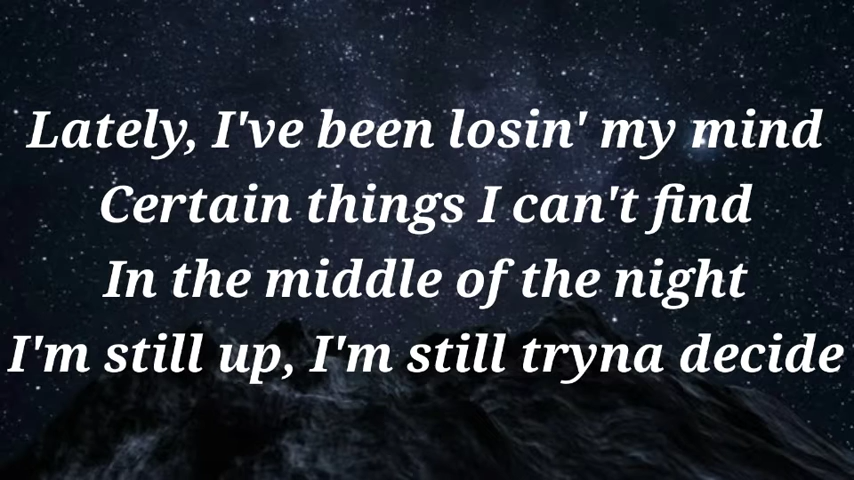 Lately, I've been losin' my mind
Certain things I can't find
In the middle of the night
I'm still up, I'm still tryna decide